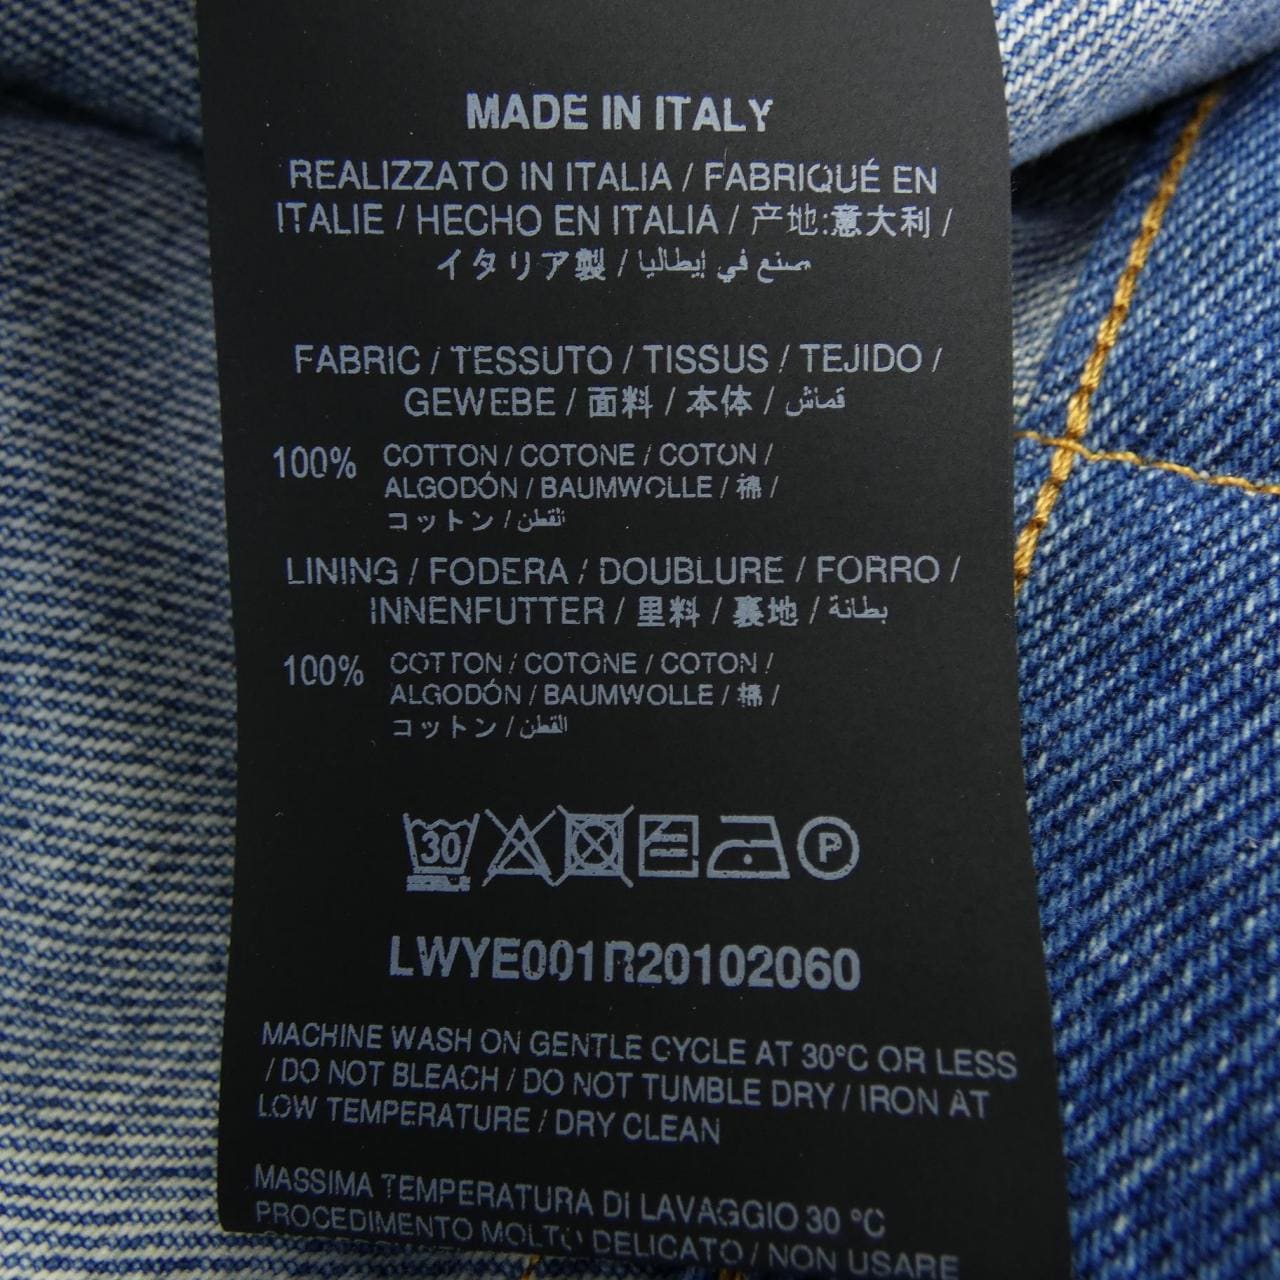 MADE IN ITALY
REALIZZATO IN ITALIA / FABRIQUÉ EN
ITALIE / HECHO EN ITALIA / 产地:意大利 /
イタリア製 / صنع في إيطاليا
FABRIC / TESSUTO / TISSUS / TEJIDO /
GEWEBE / 面料 / 本体 / قماش
100% COTTON / COTONE / COTON /
ALGODÓN / BAUMWOLLE / 棉 /
コットン / القطن
LINING / FODERA / DOUBLURE / FORRO /
INNENFUTTER / 里料 / 裏地 / بطانة
100% COTTON / COTONE / COTON /
ALGODÓN / BAUMWOLLE / 棉 /
コットン / القطن
30 P
LWYE001R20102060
MACHINE WASH ON GENTLE CYCLE AT 30°C OR LESS
/ DO NOT BLEACH / DO NOT TUMBLE DRY / IRON AT
LOW TEMPERATURE / DRY CLEAN
MASSIMA TEMPERATURA DI LAVAGGIO 30 °C
PROCEDIMENTO MOLTO DELICATO / NON USARE